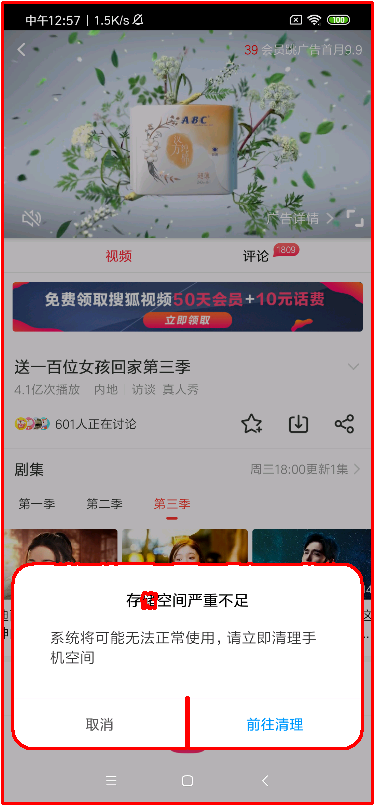 中午12:57 | 1.5K/s
100
39 会员跳广告首月9.9
ABC
广告详情
视频
评论
1809
免费领取搜狐视频50天会员+10元话费
立即领取
送一百位女孩回家第三季
4.1亿次播放 内地 访谈 真人秀
601人正在讨论
剧集
周三18:00更新1集
第一季 第二季 第三季
存储空间严重不足
系统将可能无法正常使用，请立即清理手
机空间
取消
前往清理